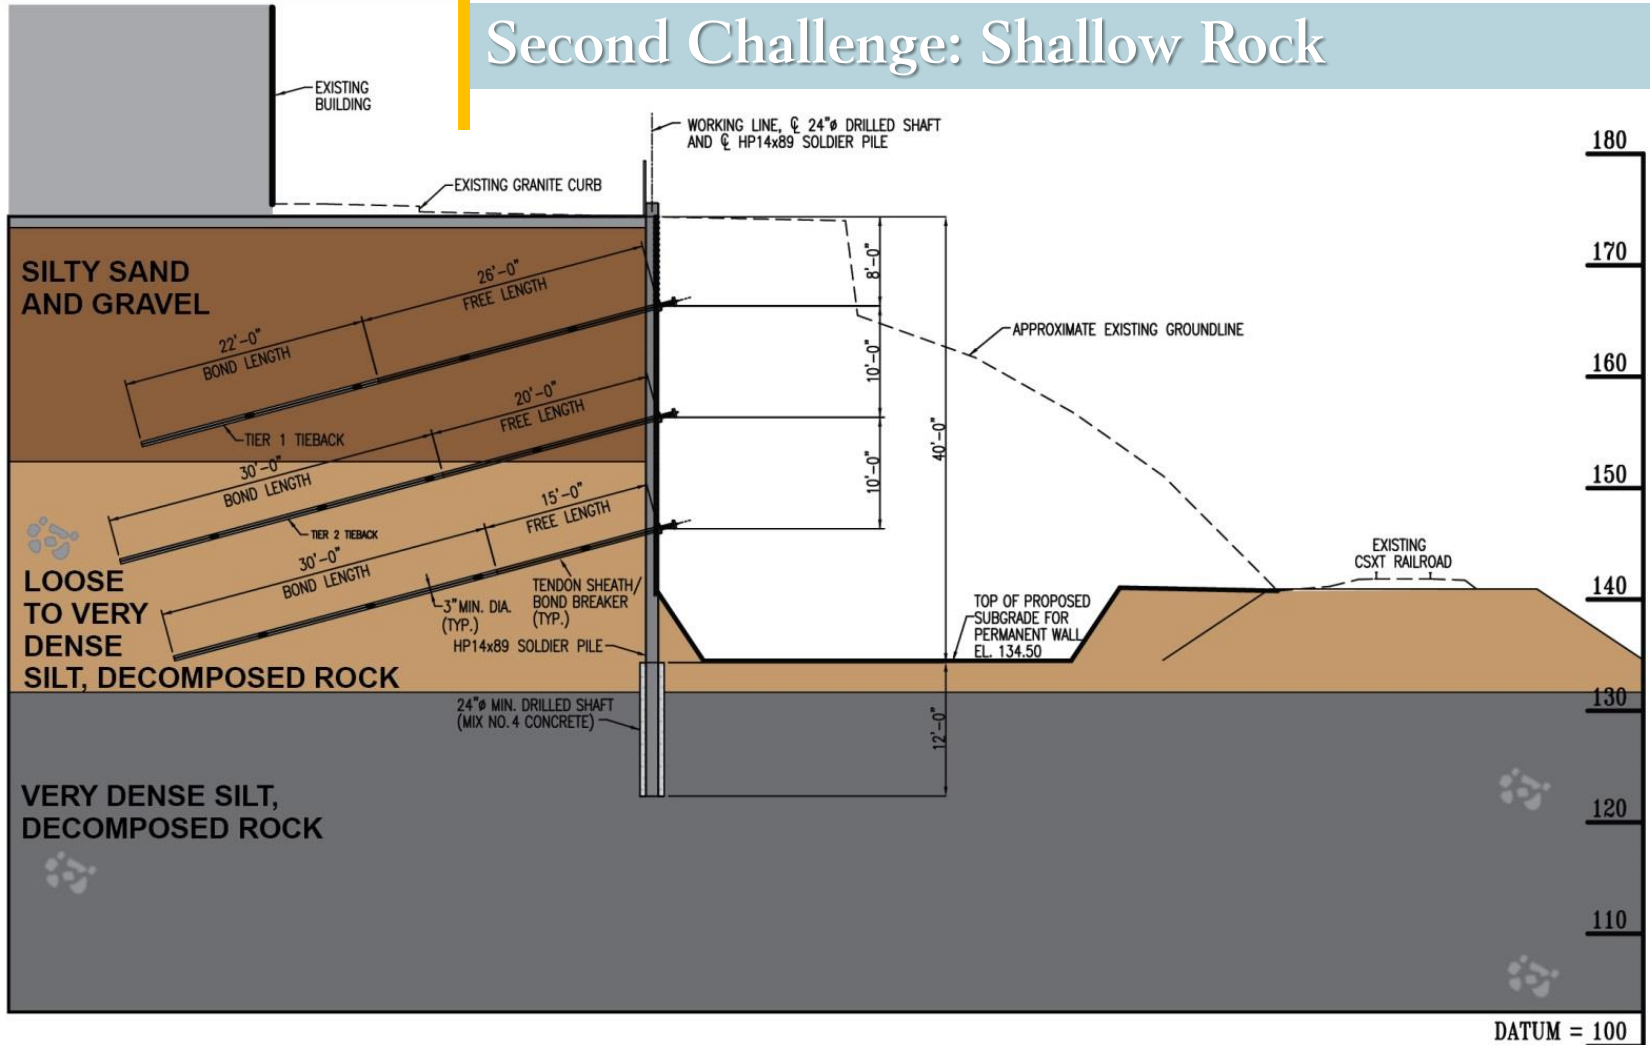 Second Challenge: Shallow Rock
EXISTING
BUILDING
WORKING LINE, ℄ 24"ø DRILLED SHAFT
AND ℄ HP14x89 SOLDIER PILE
EXISTING GRANITE CURB
180
170
160
150
140
130
120
110
DATUM = 100
SILTY SAND
AND GRAVEL
26'-0"
FREE LENGTH
22'-0"
BOND LENGTH
TIER 1 TIEBACK
20'-0"
FREE LENGTH
30'-0"
BOND LENGTH
TIER 2 TIEBACK
15'-0"
FREE LENGTH
30'-0"
BOND LENGTH
8'-0"
10'-0"
10'-0"
40'-0"
12'-0"
APPROXIMATE EXISTING GROUNDLINE
EXISTING
CSXT RAILROAD
LOOSE
TO VERY
DENSE
SILT, DECOMPOSED ROCK
3" MIN. DIA.
(TYP.)
TENDON SHEATH/
BOND BREAKER
(TYP.)
HP14x89 SOLDIER PILE
TOP OF PROPOSED
SUBGRADE FOR
PERMANENT WALL
EL. 134.50
24"ø MIN. DRILLED SHAFT
(MIX NO. 4 CONCRETE)
VERY DENSE SILT,
DECOMPOSED ROCK